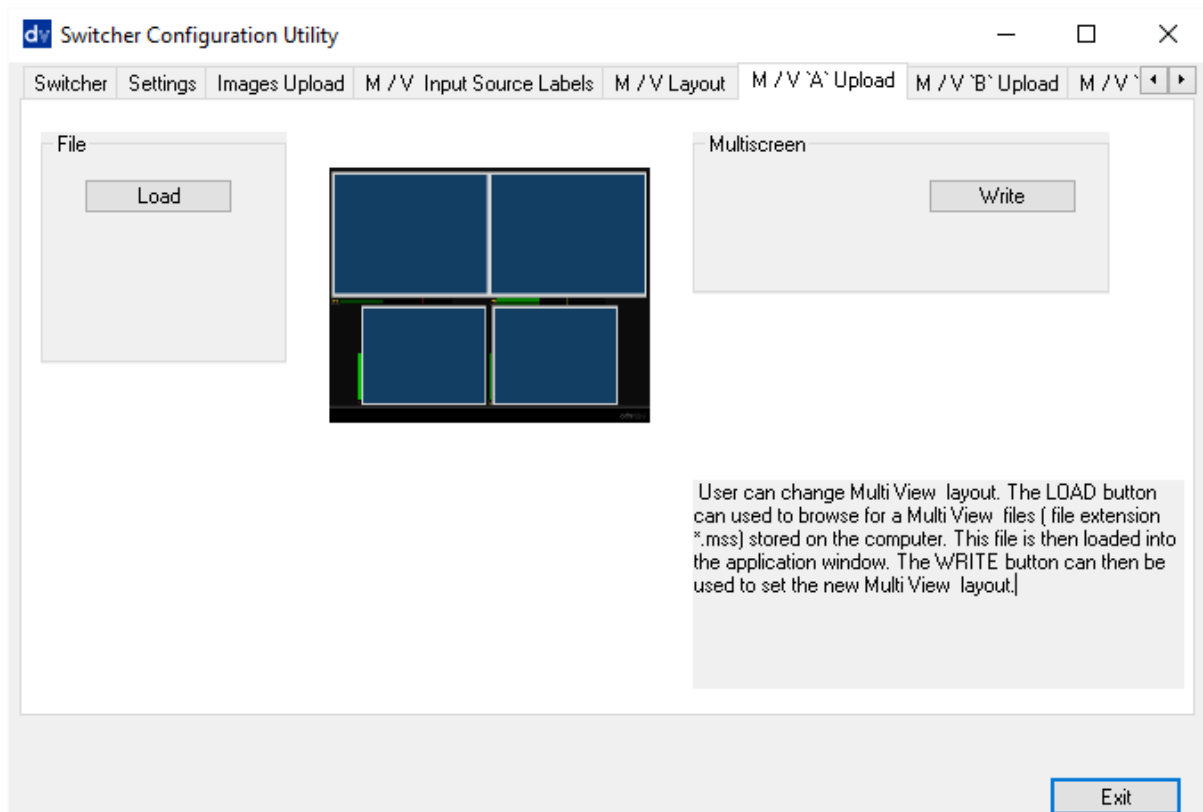 dv Switcher Configuration Utility
Switcher Settings Images Upload M / V Input Source Labels M / V Layout M / V `A` Upload M / V `B` Upload M / V `
File
Load
Multiscreen
Write
User can change Multi View layout. The LOAD button
can used to browse for a Multi View files ( file extension
*.mss) stored on the computer. This file is then loaded into
the application window. The WRITE button can then be
used to set the new Multi View layout.
Exit